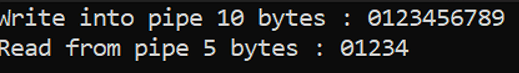 Write into pipe 10 bytes : 0123456789
Read from pipe 5 bytes : 01234